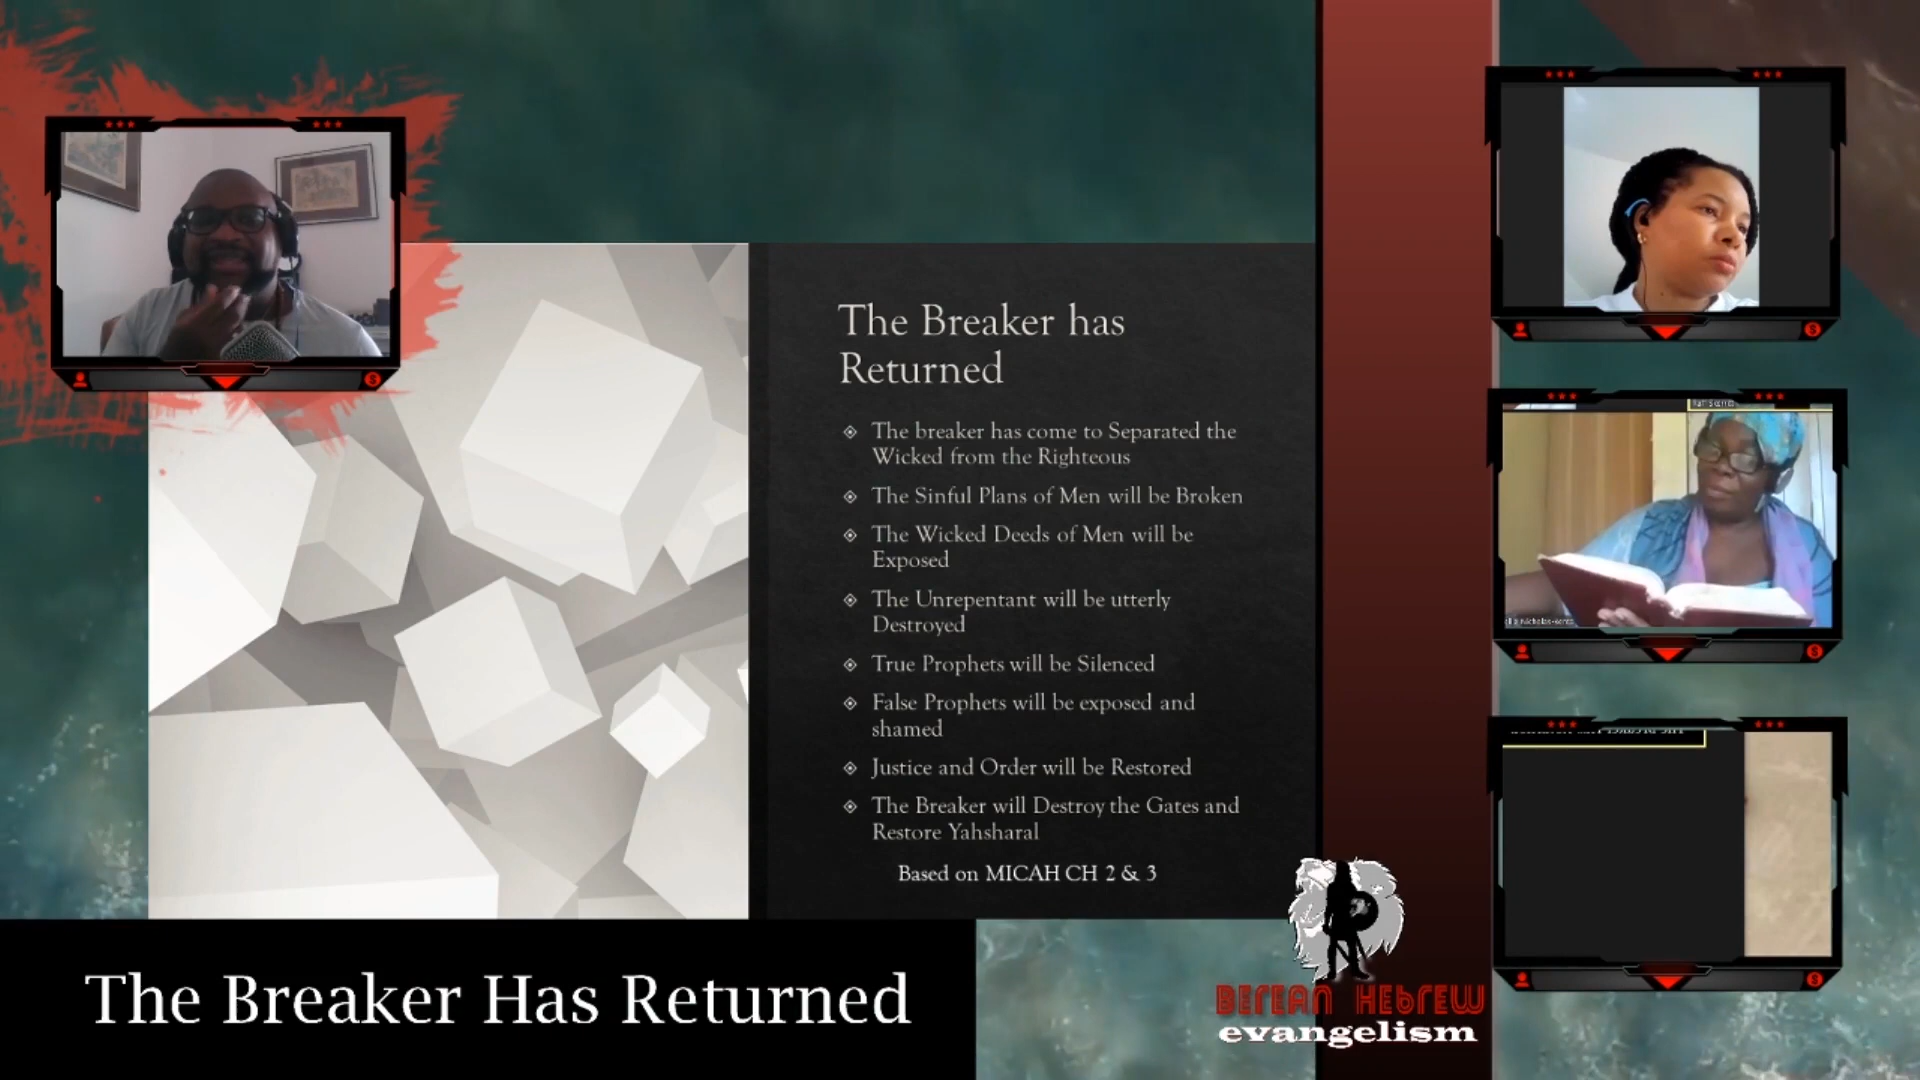 The Breaker has
Returned
The breaker has come to Separated the
Wicked from the Righteous
The Sinful Plans of Men will be Broken
The Wicked Deeds of Men will be
Exposed
The Unrepentant will be utterly
Destroyed
True Prophets will be Silenced
False Prophets will be exposed and
shamed
Justice and Order will be Restored
The Breaker will Destroy the Gates and
Restore Yahsharal
Based on MICAH CH 2 & 3
The Breaker Has Returned
BEREAN HEBREW
evangelism